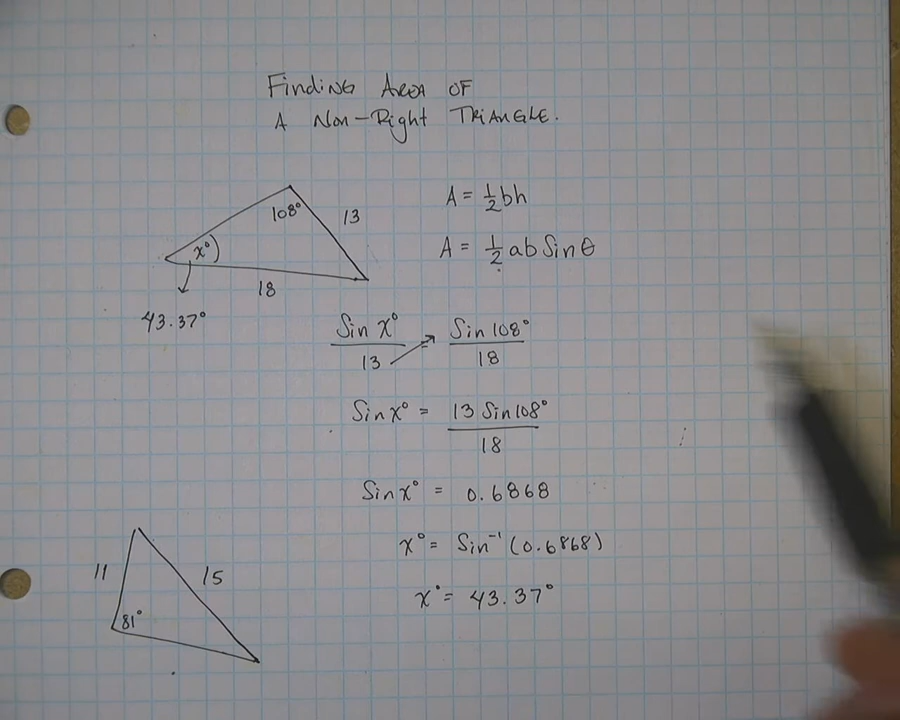 Finding Area of
A Non-Right Triangle.
108°
13
x°
18
43.37°
A = ½bh
A = ½ab Sinθ
Sin x° / 13 = Sin 108° / 18
Sin x° = 13 Sin 108° / 18
Sin x° = 0.6868
x° = Sin⁻¹(0.6868)
x° = 43.37°
11
15
81°